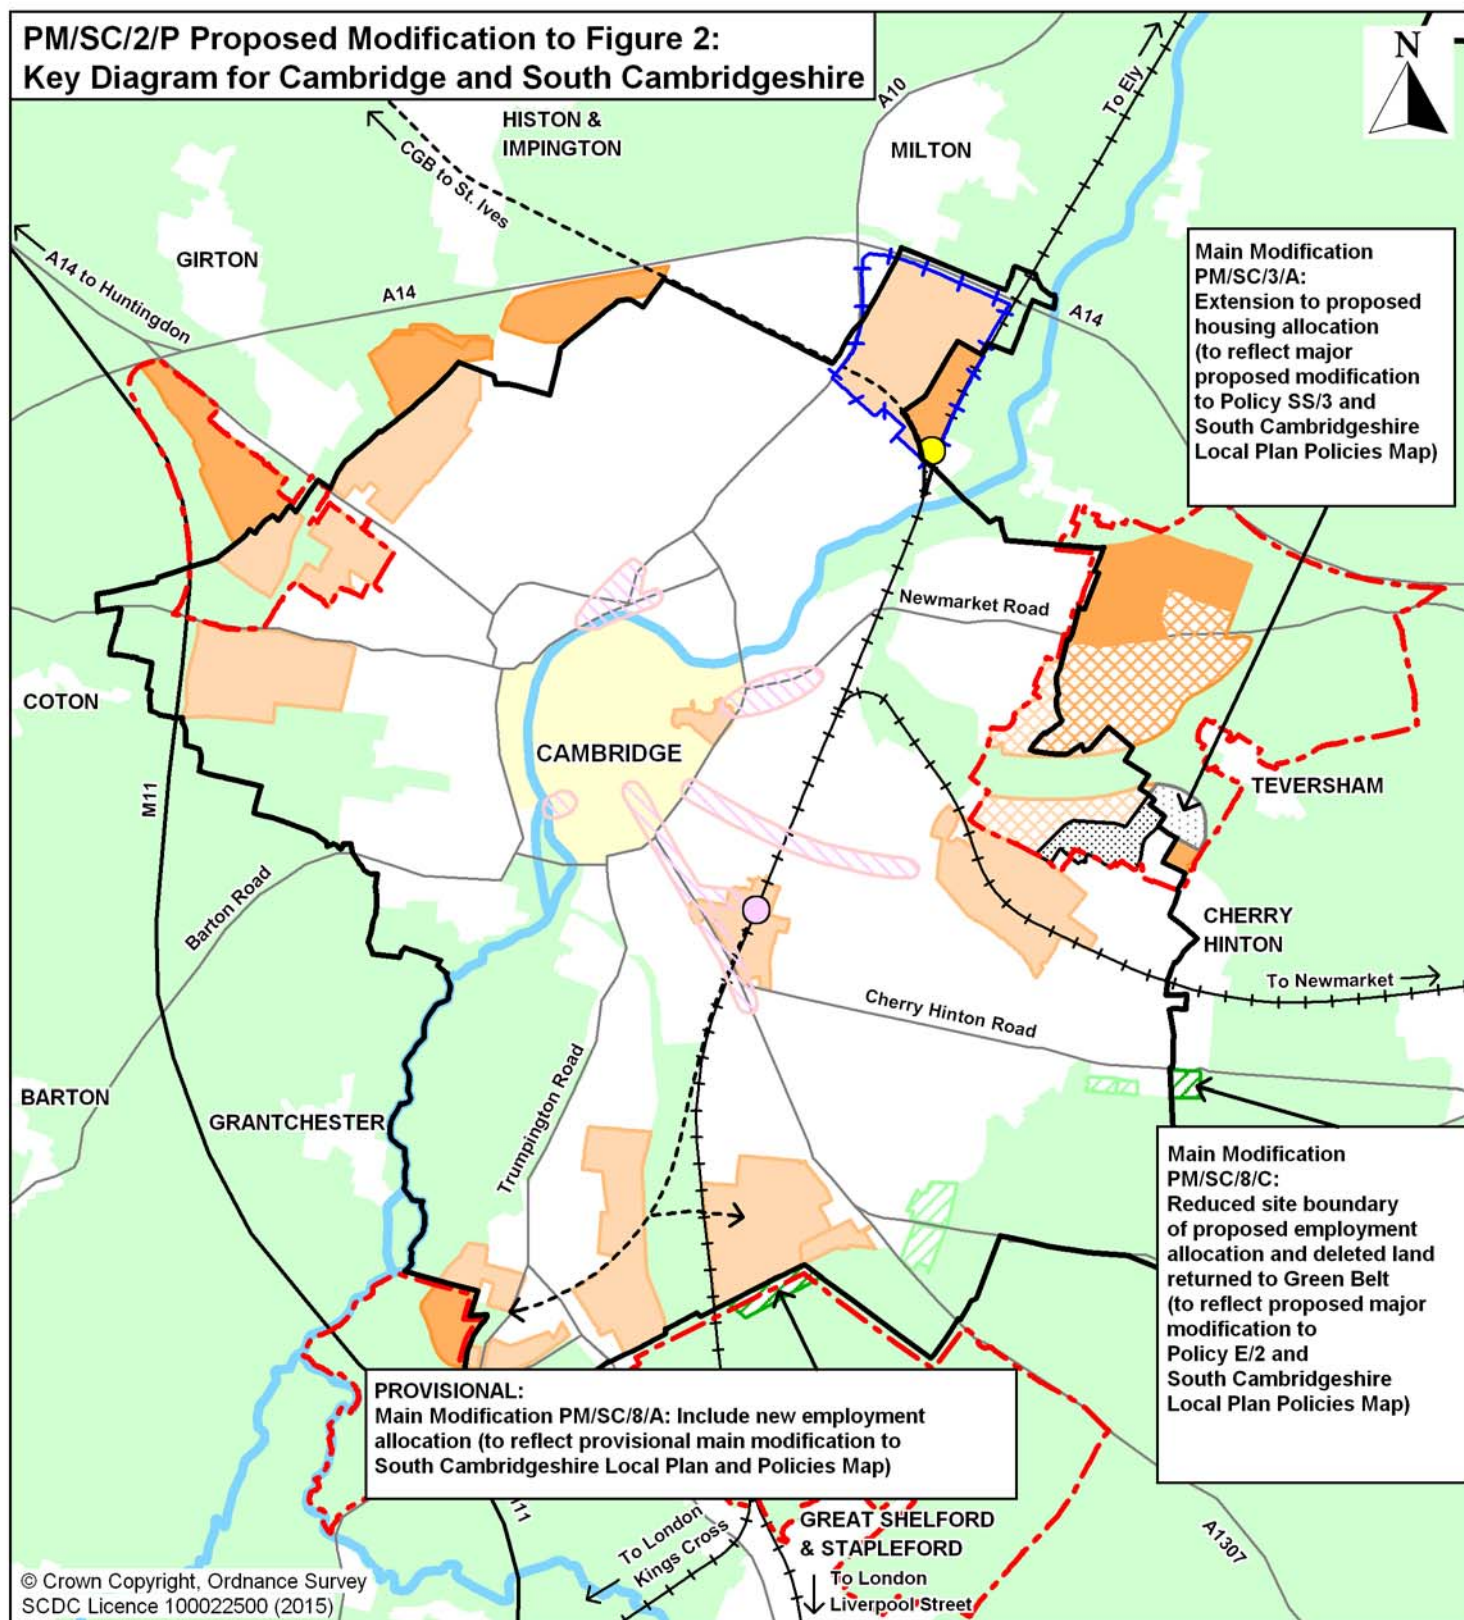 PM/SC/2/P Proposed Modification to Figure 2:
Key Diagram for Cambridge and South Cambridgeshire
N
HISTON &
IMPINGTON
A10
To Ely
MILTON
CGB to St. Ives
GIRTON
A14 to Huntingdon
A14
A14
Main Modification
PM/SC/3/A:
Extension to proposed
housing allocation
(to reflect major
proposed modification
to Policy SS/3 and
South Cambridgeshire
Local Plan Policies Map)
Newmarket Road
COTON
CAMBRIDGE
TEVERSHAM
M11
Barton Road
CHERRY
HINTON
To Newmarket
Cherry Hinton Road
BARTON
GRANTCHESTER
Trumpington Road
Main Modification
PM/SC/8/C:
Reduced site boundary
of proposed employment
allocation and deleted land
returned to Green Belt
(to reflect proposed major
modification to
Policy E/2 and
South Cambridgeshire
Local Plan Policies Map)
PROVISIONAL:
Main Modification PM/SC/8/A: Include new employment
allocation (to reflect provisional main modification to
South Cambridgeshire Local Plan and Policies Map)
GREAT SHELFORD
& STAPLEFORD
To London
Kings Cross
To London
Liverpool Street
A1307
© Crown Copyright, Ordnance Survey
SCDC Licence 100022500 (2015)